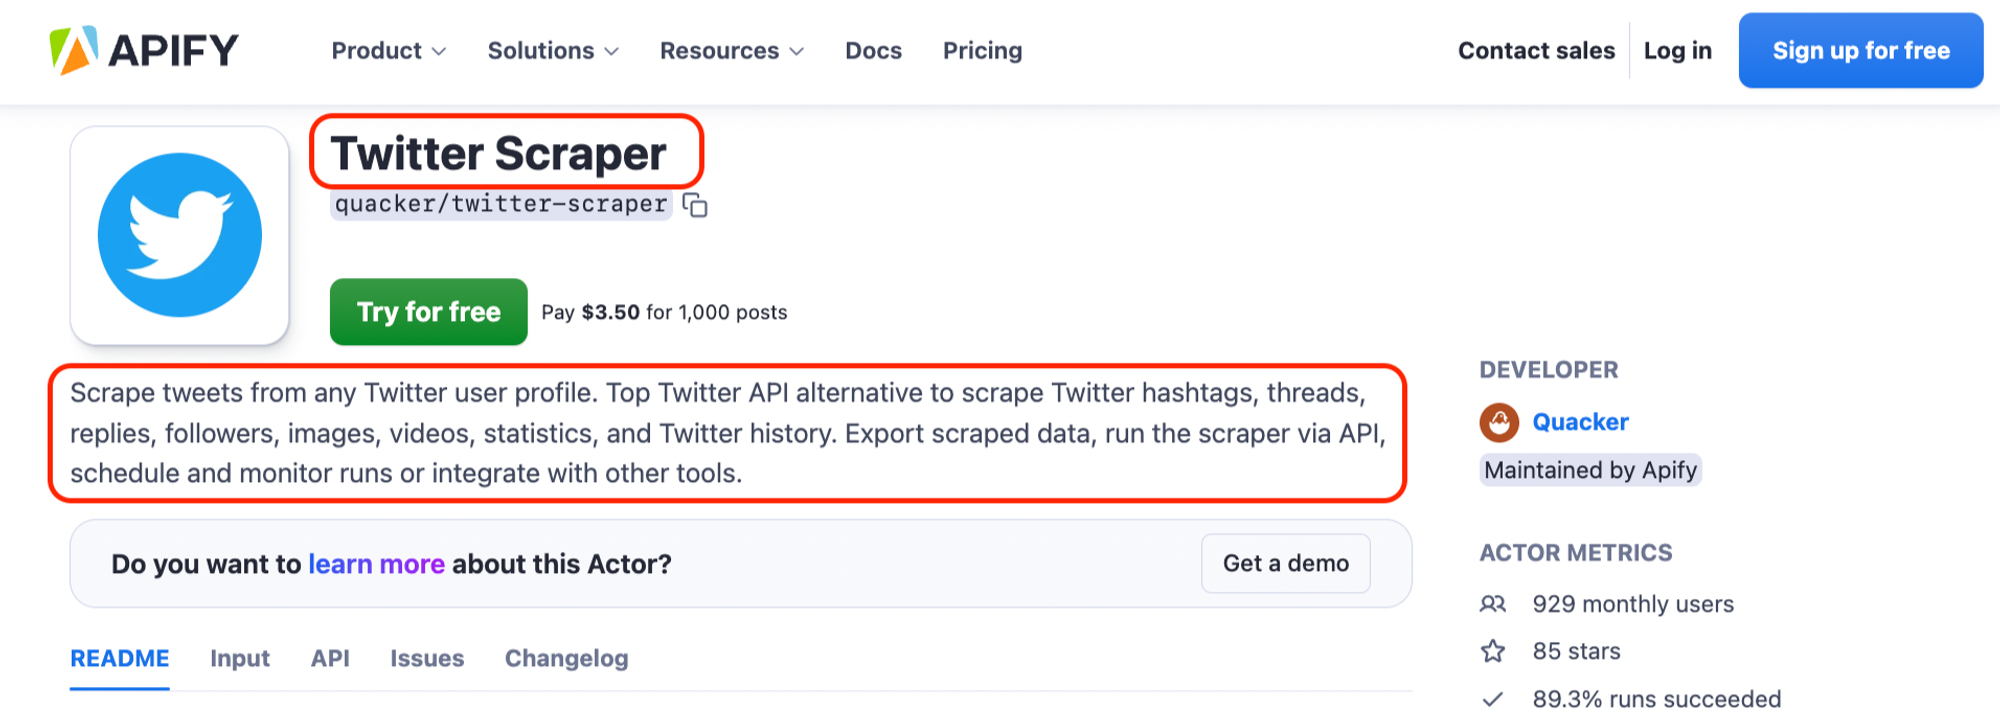 APIFY
Product
Solutions
Resources
Docs
Pricing
Contact sales
Log in
Sign up for free
Twitter Scraper
quacker/twitter-scraper
Try for free
Pay $3.50 for 1,000 posts
Scrape tweets from any Twitter user profile. Top Twitter API alternative to scrape Twitter hashtags, threads,
replies, followers, images, videos, statistics, and Twitter history. Export scraped data, run the scraper via API,
schedule and monitor runs or integrate with other tools.
Do you want to learn more about this Actor?
Get a demo
README
Input
API
Issues
Changelog
DEVELOPER
Quacker
Maintained by Apify
ACTOR METRICS
929 monthly users
85 stars
89.3% runs succeeded